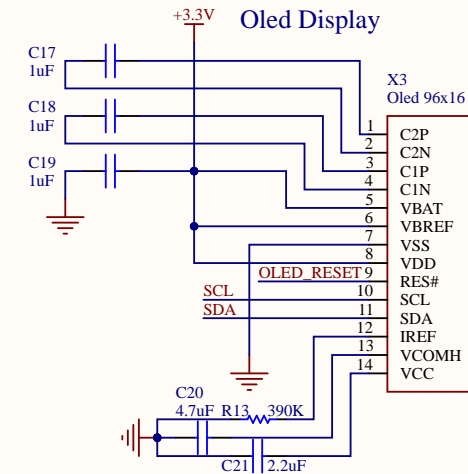 +3.3V
Oled Display
C17
1uF
X3
Oled 96x16
C18
1uF
C19
1uF
1 C2P
2 C2N
3 C1P
4 C1N
5 VBAT
6 VBREF
7 VSS
8 VDD
OLED_RESET 9 RES#
SCL 10 SCL
SDA 11 SDA
12 IREF
13 VCOMH
14 VCC
C20
4.7uF R13 390K
C21 2.2uF